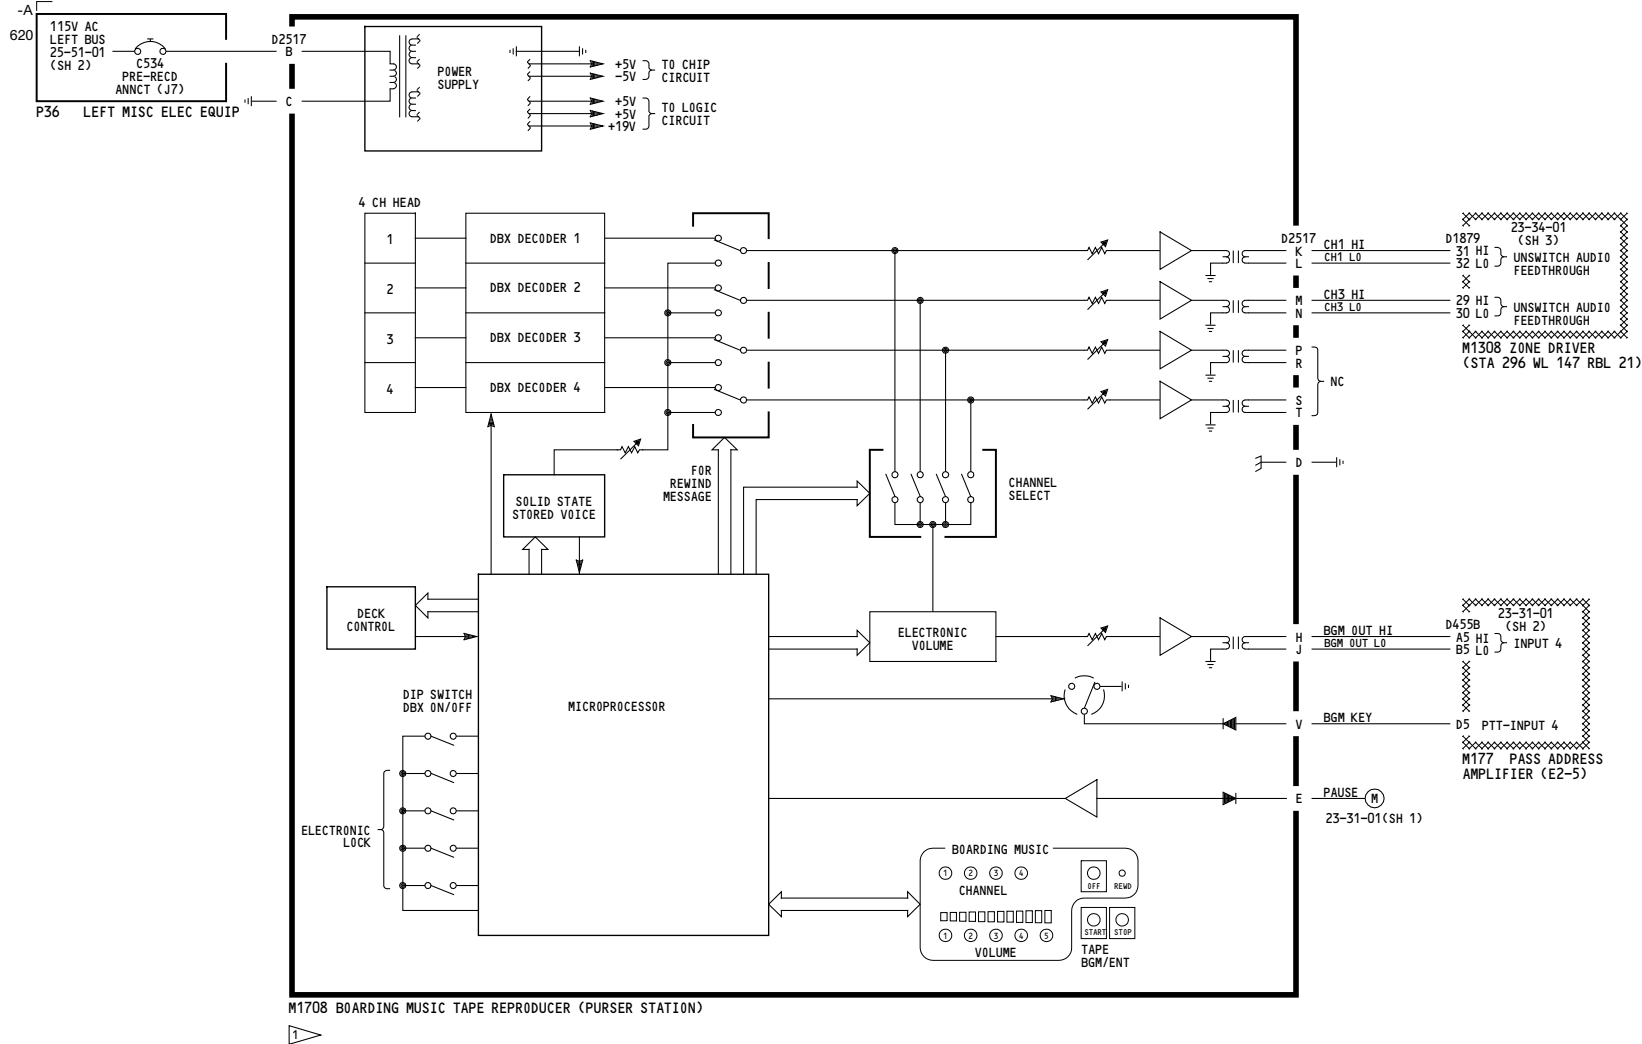 -A
620
115V AC
LEFT BUS
25-51-01
(SH 2)
C534
PRE-RECD
ANNCT (J7)
P36 LEFT MISC ELEC EQUIP
D2517
B
C
POWER
SUPPLY
+5V
-5V
TO CHIP
CIRCUIT
+5V
+5V
+19V
TO LOGIC
CIRCUIT
4 CH HEAD
1
DBX DECODER 1
2
DBX DECODER 2
3
DBX DECODER 3
4
DBX DECODER 4
SOLID STATE
STORED VOICE
FOR
REWIND
MESSAGE
CHANNEL
SELECT
DECK
CONTROL
MICROPROCESSOR
ELECTRONIC
VOLUME
DIP SWITCH
DBX ON/OFF
ELECTRONIC
LOCK
BOARDING MUSIC
1 2 3 4
CHANNEL
OFF
REWD
1 2 3 4 5
VOLUME
START
STOP
TAPE
BGM/ENT
D2517
K CH1 HI
L CH1 LO
M CH3 HI
N CH3 LO
P
R
S
T
NC
D
H BGM OUT HI
J BGM OUT LO
V BGM KEY
E PAUSE
M
23-31-01(SH 1)
23-34-01
(SH 3)
D1879
31 HI
32 LO
UNSWITCH AUDIO
FEEDTHROUGH
29 HI
30 LO
UNSWITCH AUDIO
FEEDTHROUGH
M1308 ZONE DRIVER
(STA 296 WL 147 RBL 21)
23-31-01
(SH 2)
D455B
A5 HI
B5 LO
INPUT 4
D5 PTT-INPUT 4
M177 PASS ADDRESS
AMPLIFIER (E2-5)
M1708 BOARDING MUSIC TAPE REPRODUCER (PURSER STATION)
1